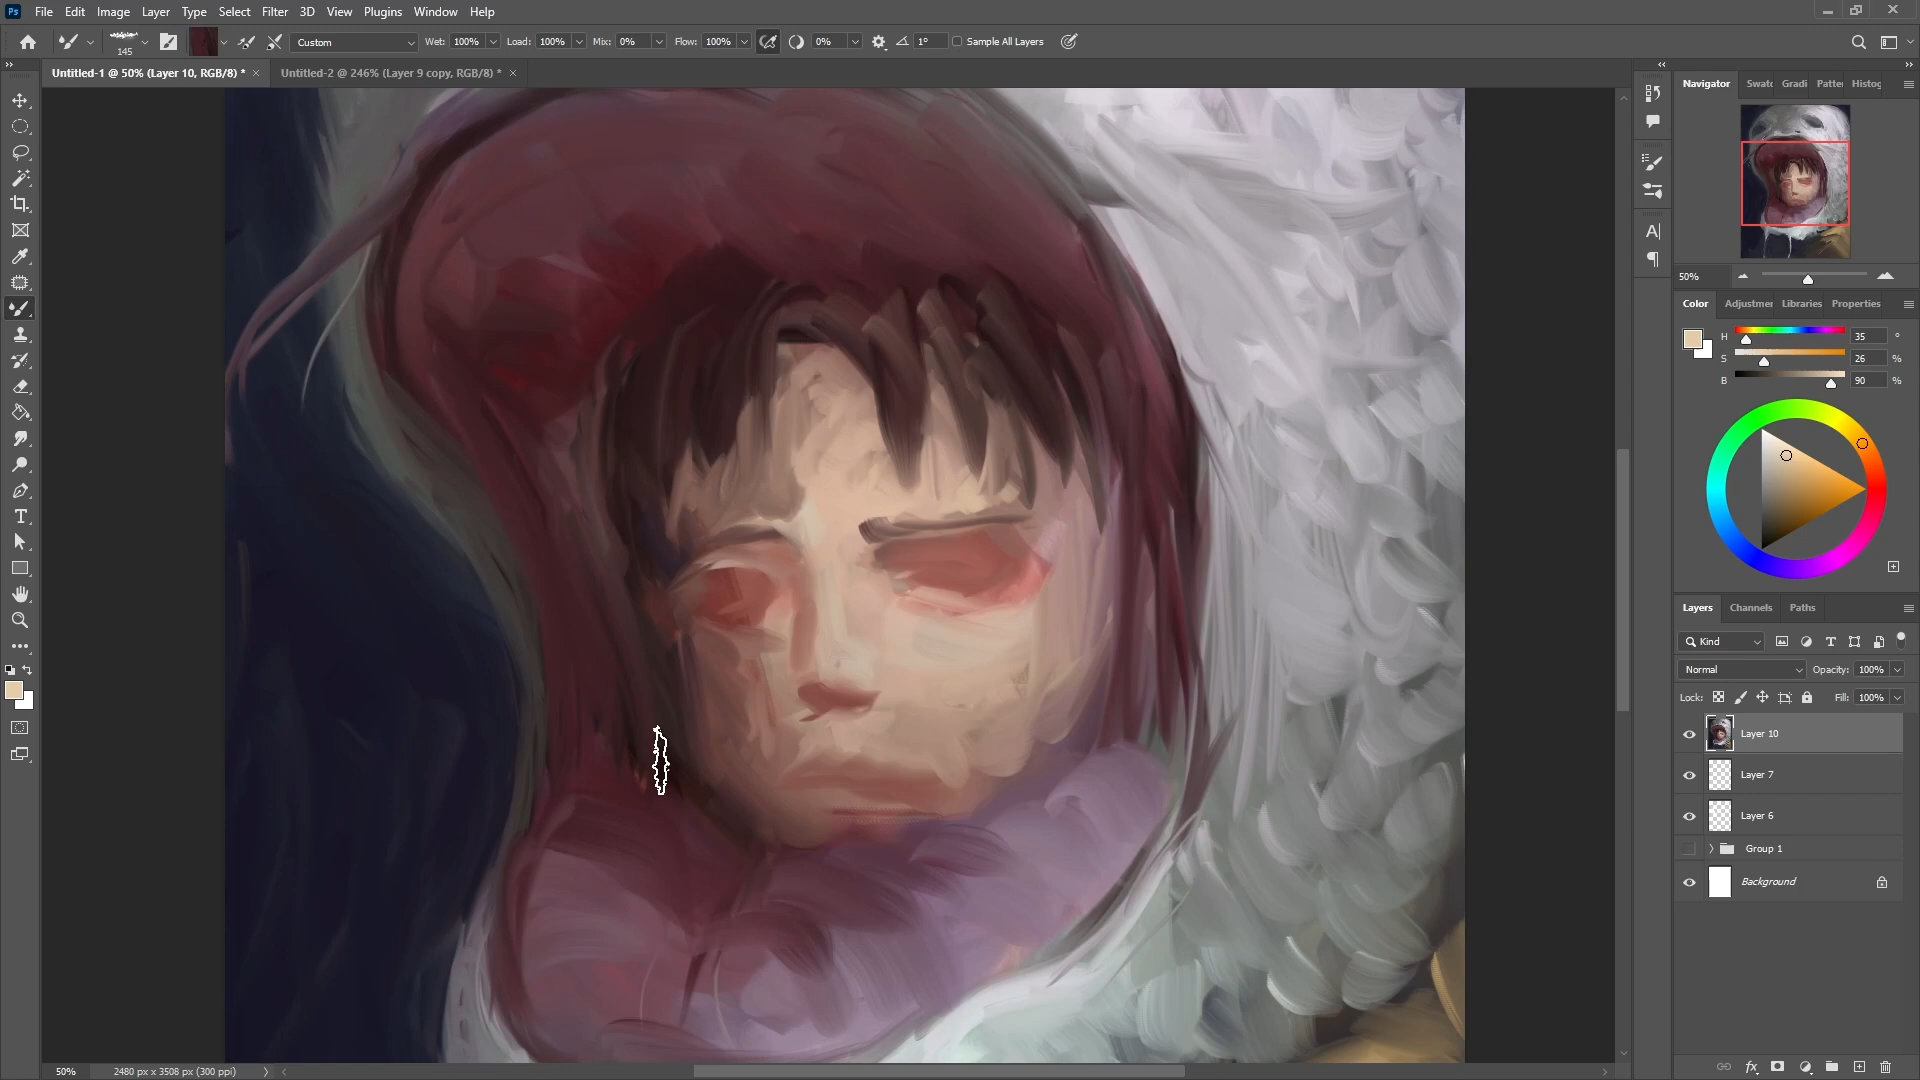 Ps File Edit Image Layer Type Select Filter 3D View Plugins Window Help
145 Custom Wet: 100% Load: 100% Mix: 0% Flow: 100% 0% 1° Sample All Layers
Untitled-1 @ 50% (Layer 10, RGB/8) * Untitled-2 @ 246% (Layer 9 copy, RGB/8) *
Navigator Swatc Gradi Patte Histog
50%
Color Adjustmer Libraries Properties
H 35 °
S 26 %
B 90 %
Layers Channels Paths
Kind
Normal Opacity: 100%
Lock: Fill: 100%
Layer 10
Layer 7
Layer 6
Group 1
Background
50% 2480 px x 3508 px (300 ppi)